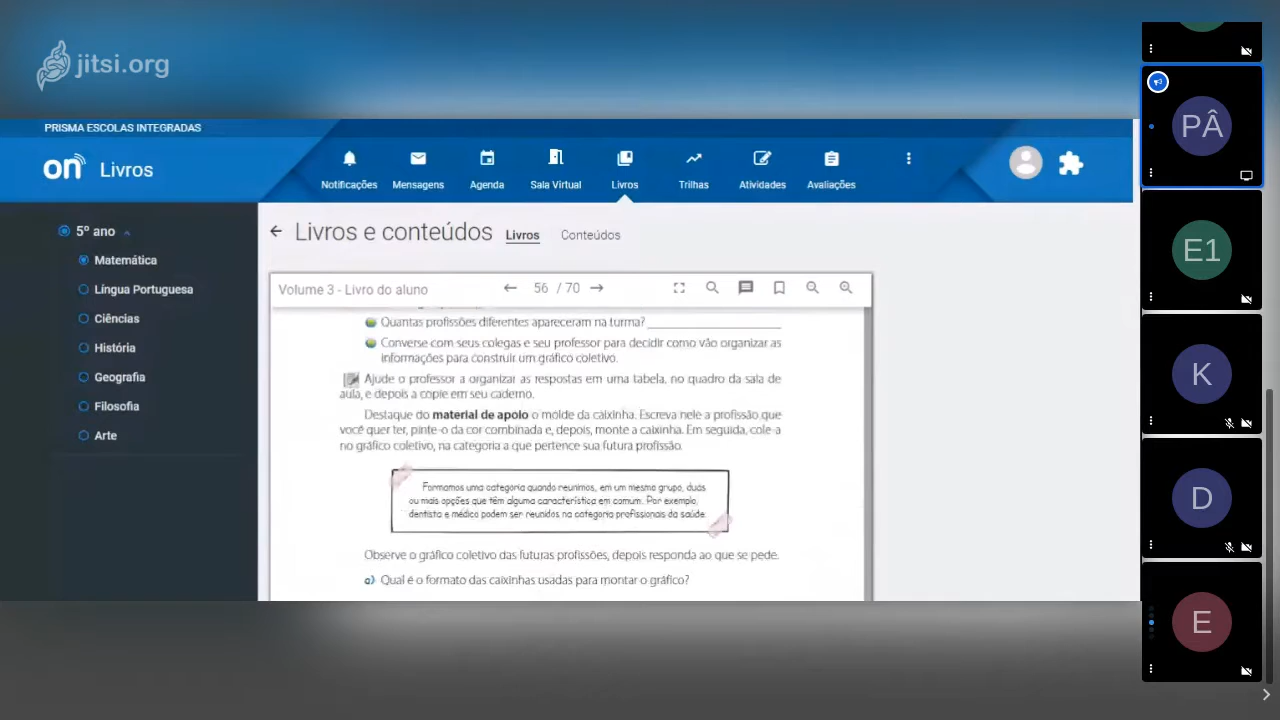 jitsi.org
PRISMA ESCOLAS INTEGRADAS
on Livros
Notificações
Mensagens
Agenda
Sala Virtual
Livros
Trilhas
Atividades
Avaliações
5º ano
Matemática
Língua Portuguesa
Ciências
História
Geografia
Filosofia
Arte
Livros e conteúdos Livros Conteúdos
Volume 3 - Livro do aluno 56 / 70
Quantas profissões diferentes apareceram na turma?
Converse com seus colegas e seu professor para decidir como vão organizar as
informações para construir um gráfico coletivo.
Ajude o professor a organizar as respostas em uma tabela, no quadro da sala de
aula, e depois a copie em seu caderno.
Destaque do material de apoio o molde da caixinha. Escreva nele a profissão que
você quer ter, pinte-o da cor combinada e, depois, monte a caixinha. Em seguida, cole-a
no gráfico coletivo, na categoria a que pertence sua futura profissão.
Formamos uma categoria quando reunimos, em um mesmo grupo, duas
ou mais opções que têm alguma característica em comum. Por exemplo,
dentista e médico podem ser reunidos na categoria profissionais da saúde.
Observe o gráfico coletivo das futuras profissões, depois responda ao que se pede.
a) Qual é o formato das caixinhas usadas para montar o gráfico?
PÂ
E1
K
D
E